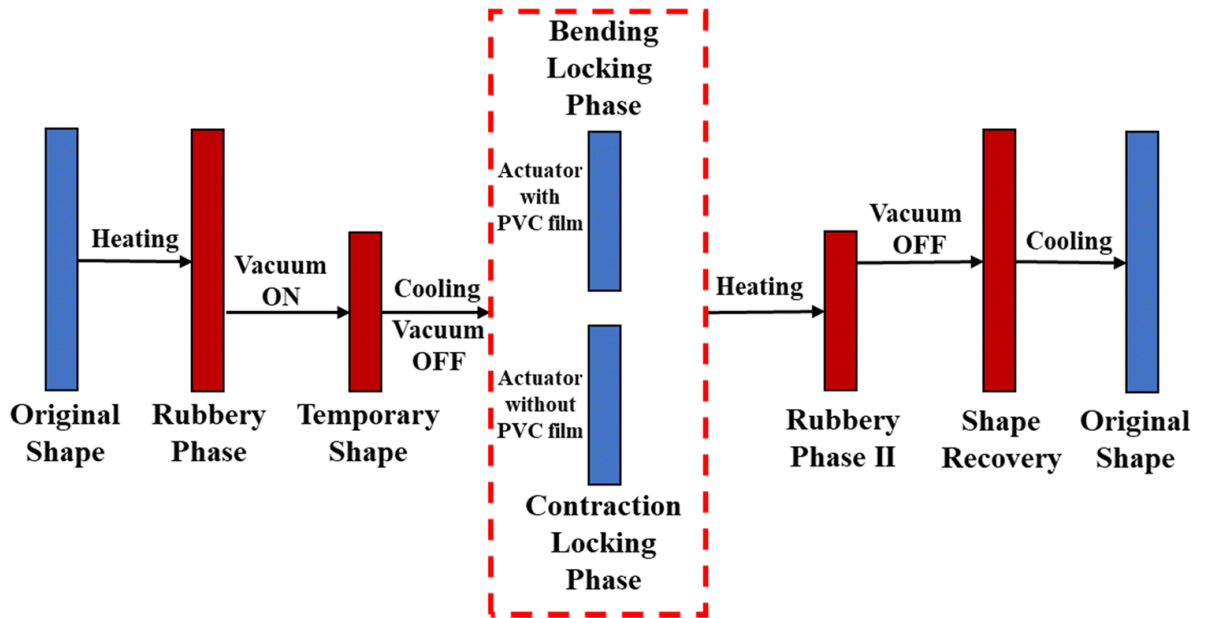 Original
Shape
Heating
Rubbery
Phase
Vacuum
ON
Temporary
Shape
Cooling
Vacuum
OFF
Bending
Locking
Phase
Actuator
with
PVC film
Actuator
without
PVC film
Contraction
Locking
Phase
Heating
Rubbery
Phase II
Vacuum
OFF
Shape
Recovery
Cooling
Original
Shape